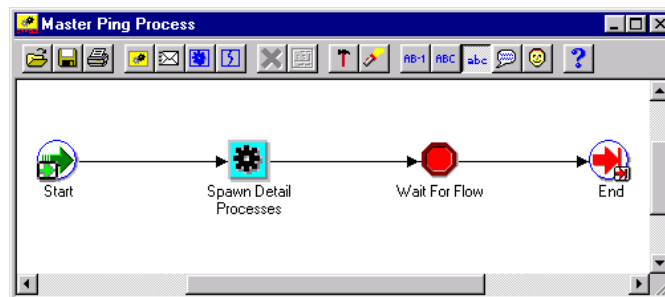 Master Ping Process
AB-1 ABC abc ?
Start
Spawn Detail
Processes
Wait For Flow
End